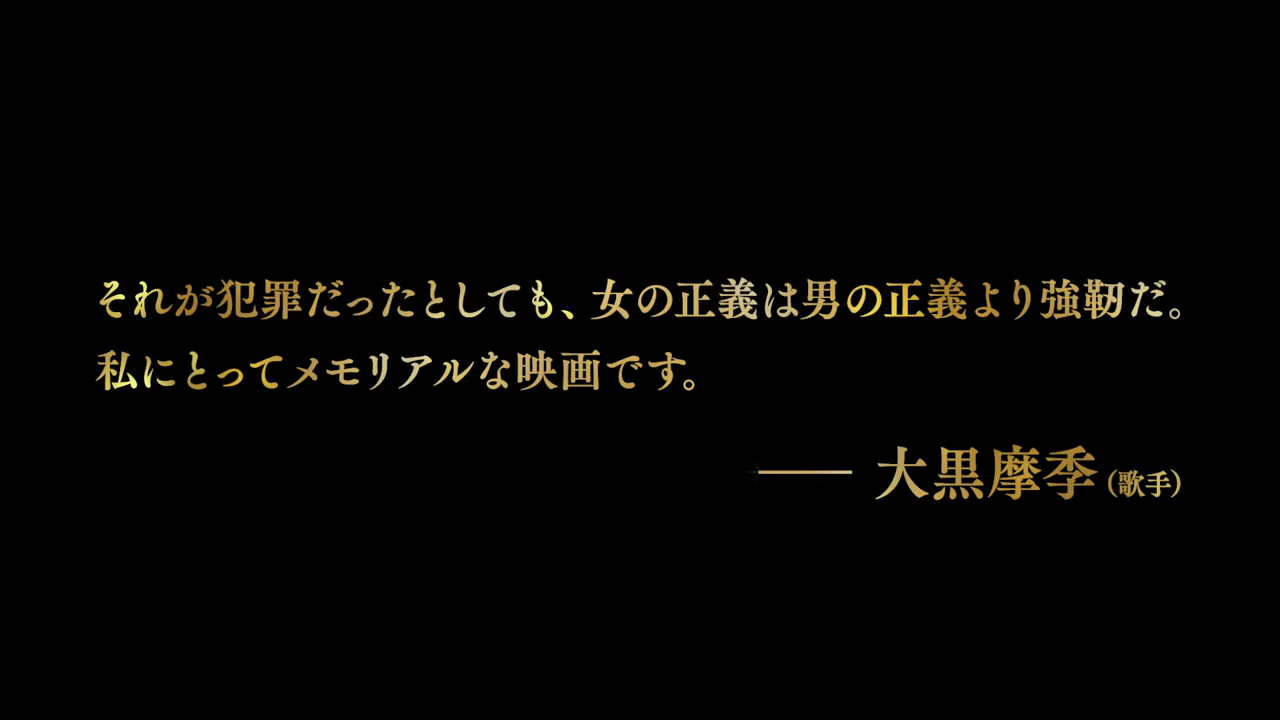 それが犯罪だったとしても、女の正義は男の正義より強靭だ。
私にとってメモリアルな映画です。
―― 大黒摩季(歌手)